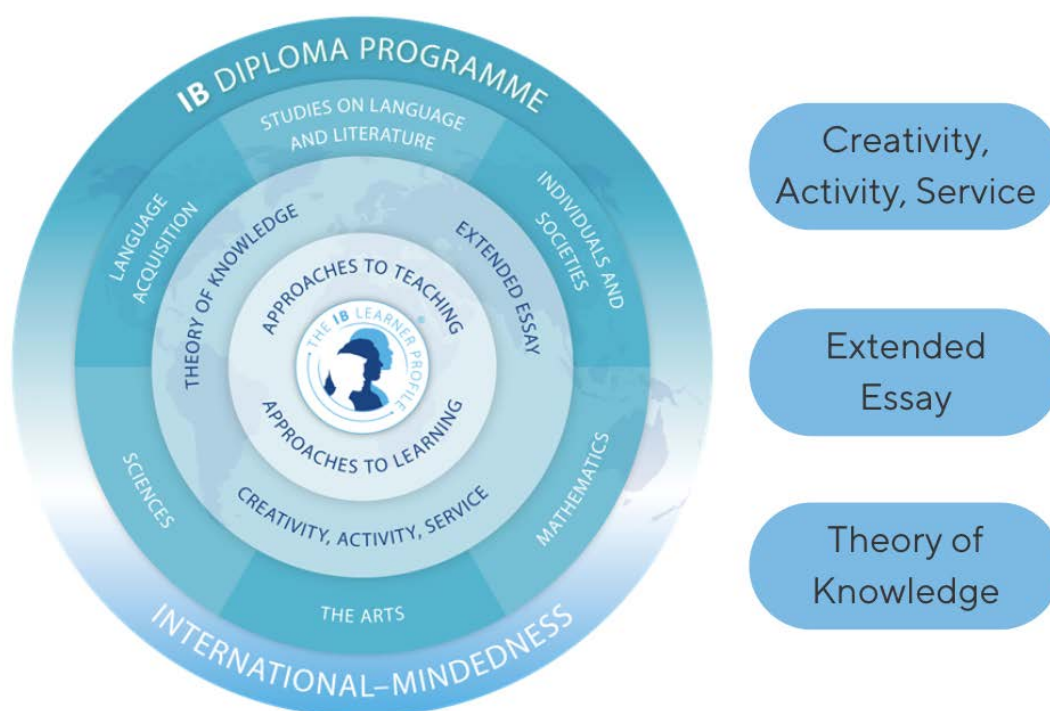 IB DIPLOMA PROGRAMME
STUDIES ON LANGUAGE
AND LITERATURE
LANGUAGE
ACQUISITION
INDIVIDUALS AND
SOCIETIES
THEORY OF KNOWLEDGE
EXTENDED ESSAY
APPROACHES TO TEACHING
THE IB LEARNER PROFILE
®
APPROACHES TO LEARNING
CREATIVITY, ACTIVITY, SERVICE
SCIENCES
MATHEMATICS
THE ARTS
INTERNATIONAL–MINDEDNESS
Creativity,
Activity, Service
Extended
Essay
Theory of
Knowledge